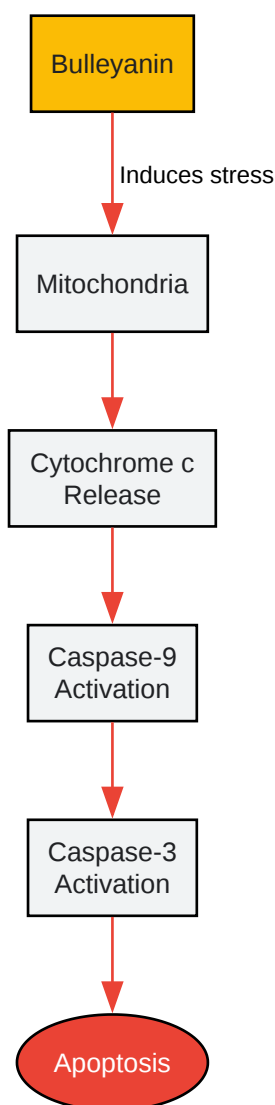 Bulleyanin
Induces stress
Mitochondria
Cytochrome c
Release
Caspase-9
Activation
Caspase-3
Activation
Apoptosis